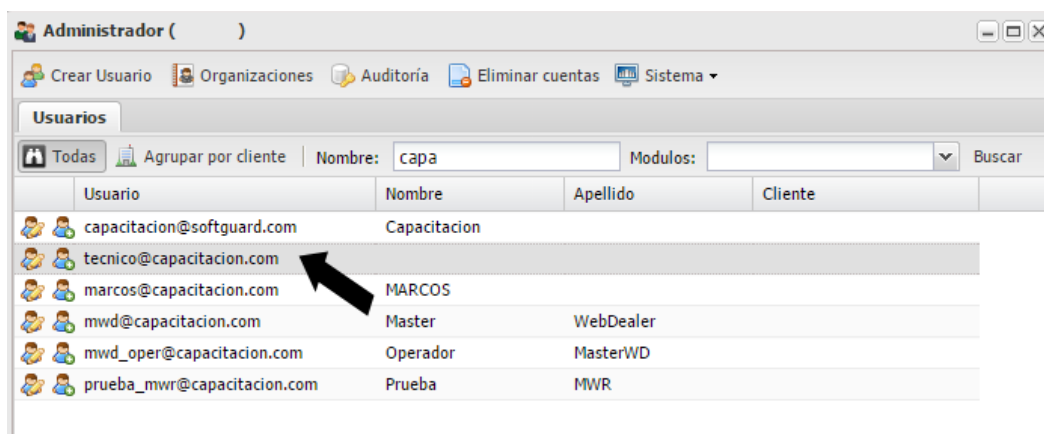 Administrador ( )
Crear Usuario Organizaciones Auditoría Eliminar cuentas Sistema
Usuarios
Todas Agrupar por cliente Nombre: capa Modulos: Buscar
Usuario Nombre Apellido Cliente
capacitacion@softguard.com Capacitacion
tecnico@capacitacion.com
marcos@capacitacion.com MARCOS
mwd@capacitacion.com Master WebDealer
mwd_oper@capacitacion.com Operador MasterWD
prueba_mwr@capacitacion.com Prueba MWR